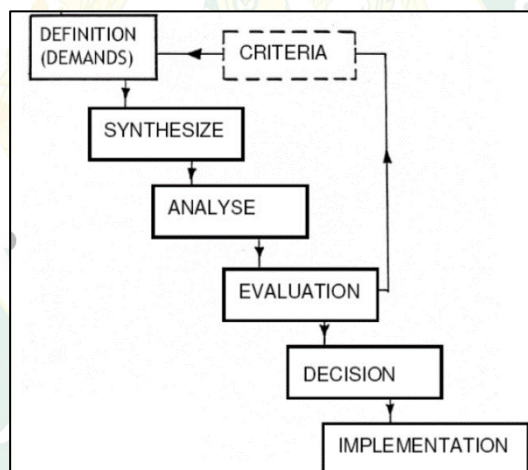 DEFINITION
(DEMANDS)
CRITERIA
SYNTHESIZE
ANALYSE
EVALUATION
DECISION
IMPLEMENTATION